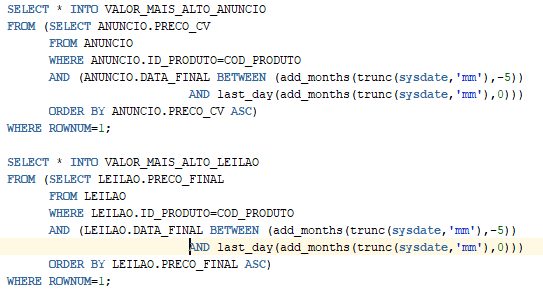 SELECT * INTO VALOR_MAIS_ALTO_ANUNCIO
FROM (SELECT ANUNCIO.PRECO_CV
FROM ANUNCIO
WHERE ANUNCIO.ID_PRODUTO=COD_PRODUTO
AND (ANUNCIO.DATA_FINAL BETWEEN (add_months(trunc(sysdate,'mm'),-5))
AND last_day(add_months(trunc(sysdate,'mm'),0)))
ORDER BY ANUNCIO.PRECO_CV ASC)
WHERE ROWNUM=1;
SELECT * INTO VALOR_MAIS_ALTO_LEILAO
FROM (SELECT LEILAO.PRECO_FINAL
FROM LEILAO
WHERE LEILAO.ID_PRODUTO=COD_PRODUTO
AND (LEILAO.DATA_FINAL BETWEEN (add_months(trunc(sysdate,'mm'),-5))
AND last_day(add_months(trunc(sysdate,'mm'),0)))
ORDER BY LEILAO.PRECO_FINAL ASC)
WHERE ROWNUM=1;